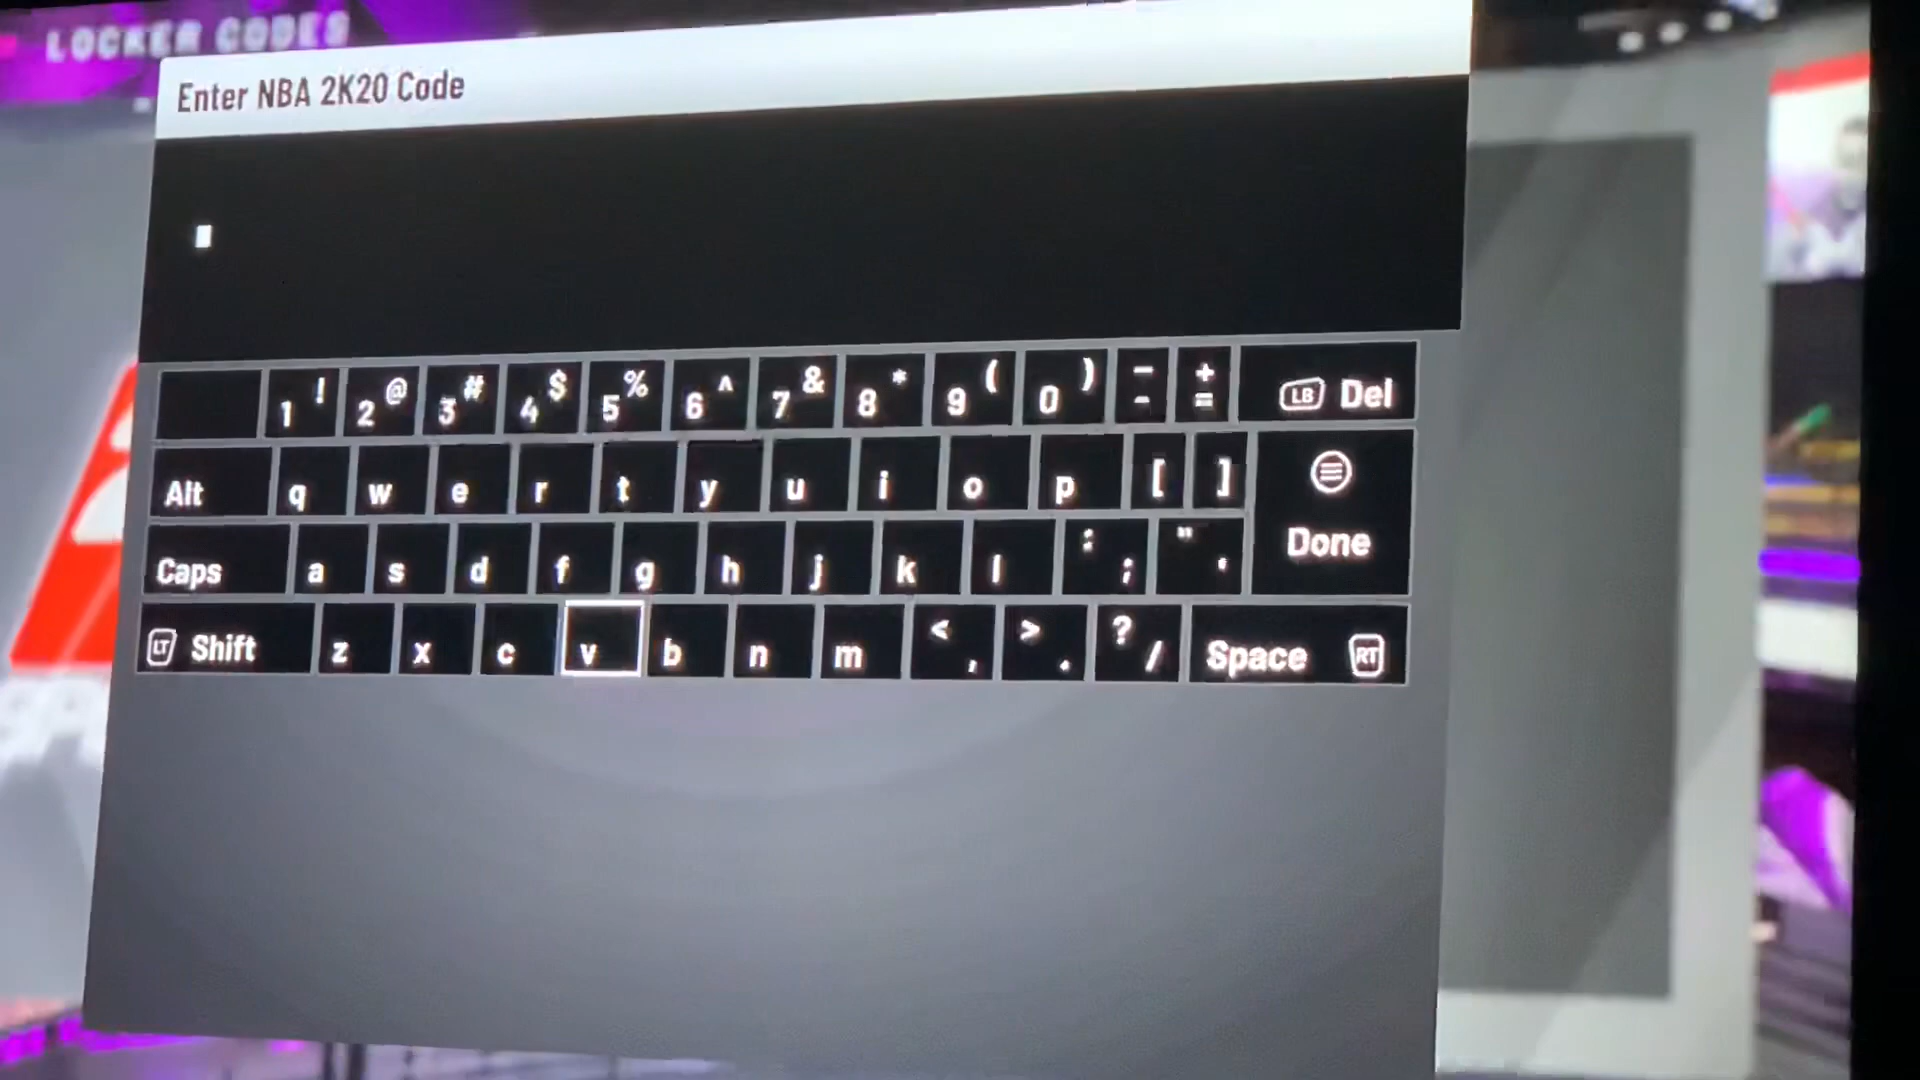 LOCKER CODES
Enter NBA 2K20 Code
1 ! 2 @ 3 # 4 $ 5 % 6 ^ 7 & 8 * 9 ( 0 ) - _ + = LB Del
Alt q w e r t y u i o p [ ] Done
Caps a s d f g h j k l : ; " '
LT Shift z x c v b n m < , > . ? / Space RT